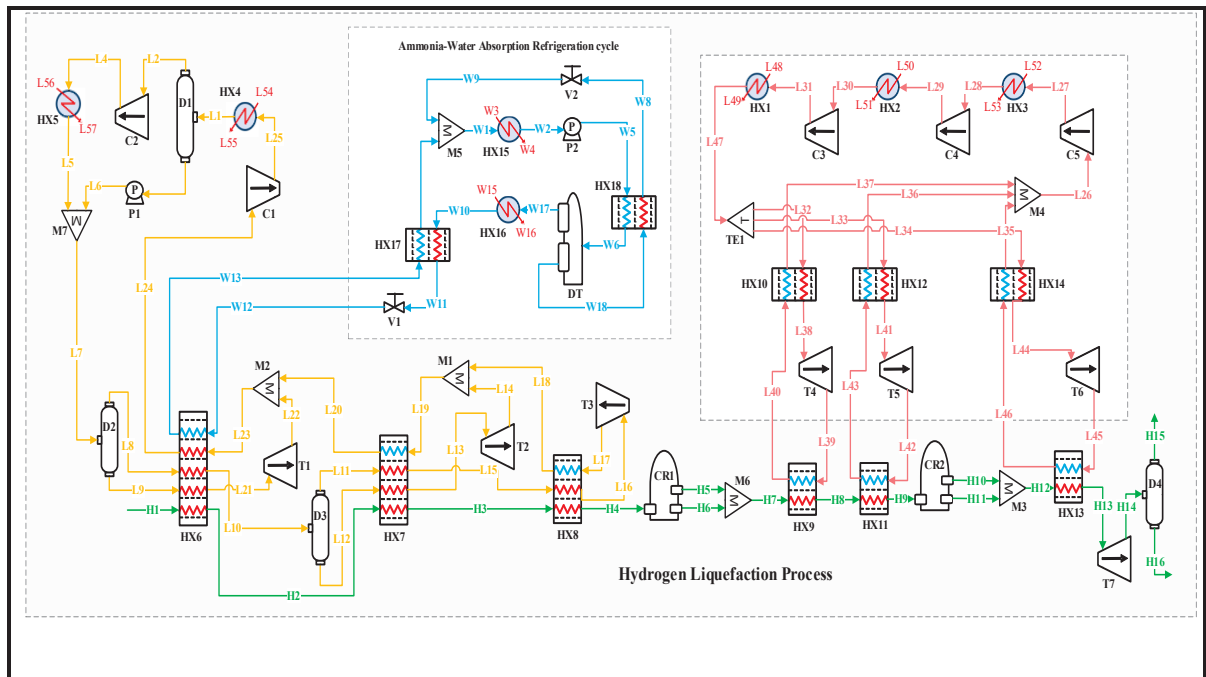 Ammonia-Water Absorption Refrigeration cycle
L56
L4
L2
D1
HX4
L54
HX5
L57
C2
L1
L55
L25
L5
L6
P
P1
C1
M
M7
L24
L7
W9
V2
W8
M
M5
W1
W3
HX15
W4
W2
P
P2
W5
HX18
W15
W10
W17
HX16
W16
HX17
W6
DT
W18
W13
W12
V1
W11
L48
L49
HX1
L31
L30
L50
L51
HX2
L29
L28
L52
L53
HX3
L27
L47
C3
C4
C5
L37
L36
M
M4
L26
L32
L33
L34
L35
T
TE1
HX10
HX12
HX14
L38
L41
L44
T4
T5
T6
L40
L43
L46
L39
L42
L45
M2
M
L20
L22
L23
M1
M
L14
L18
L19
T3
L17
L16
D2
L8
L9
L21
T1
L10
L11
L13
L15
T2
D3
L12
H1
HX6
HX7
H3
HX8
H4
H2
CR1
H5
H6
M6
M
H7
HX9
H8
HX11
H9
CR2
H10
H11
M
M3
H12
HX13
H13
H14
H15
D4
H16
T7
Hydrogen Liquefaction Process